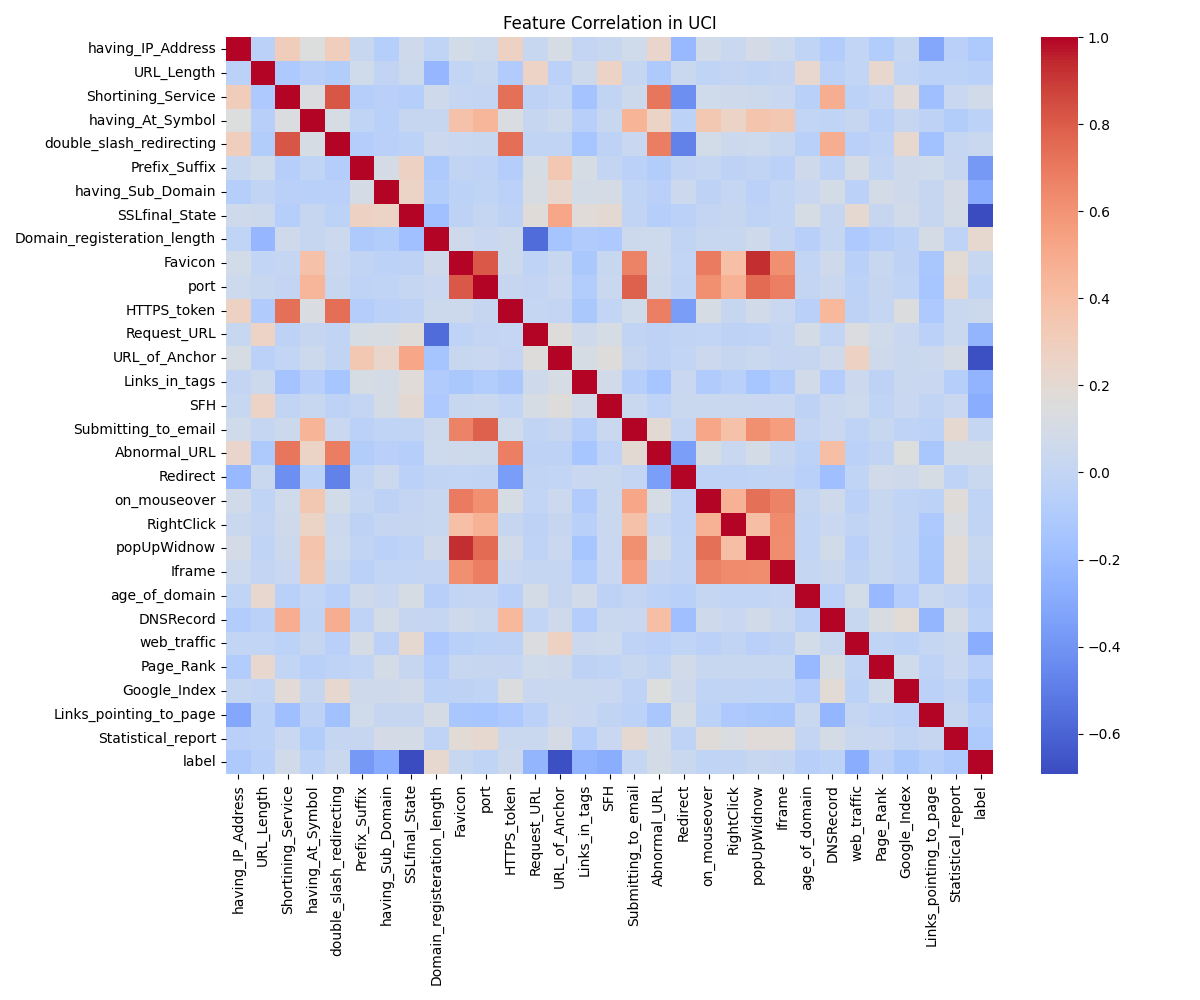 Feature Correlation in UCI
having_IP_Address
URL_Length
Shortining_Service
having_At_Symbol
double_slash_redirecting
Prefix_Suffix
having_Sub_Domain
SSLfinal_State
Domain_registeration_length
Favicon
port
HTTPS_token
Request_URL
URL_of_Anchor
Links_in_tags
SFH
Submitting_to_email
Abnormal_URL
Redirect
on_mouseover
RightClick
popUpWidnow
Iframe
age_of_domain
DNSRecord
web_traffic
Page_Rank
Google_Index
Links_pointing_to_page
Statistical_report
label
having_IP_Address
URL_Length
Shortining_Service
having_At_Symbol
double_slash_redirecting
Prefix_Suffix
having_Sub_Domain
SSLfinal_State
Domain_registeration_length
Favicon
port
HTTPS_token
Request_URL
URL_of_Anchor
Links_in_tags
SFH
Submitting_to_email
Abnormal_URL
Redirect
on_mouseover
RightClick
popUpWidnow
Iframe
age_of_domain
DNSRecord
web_traffic
Page_Rank
Google_Index
Links_pointing_to_page
Statistical_report
label
1.0
0.8
0.6
0.4
0.2
0.0
−0.2
−0.4
−0.6